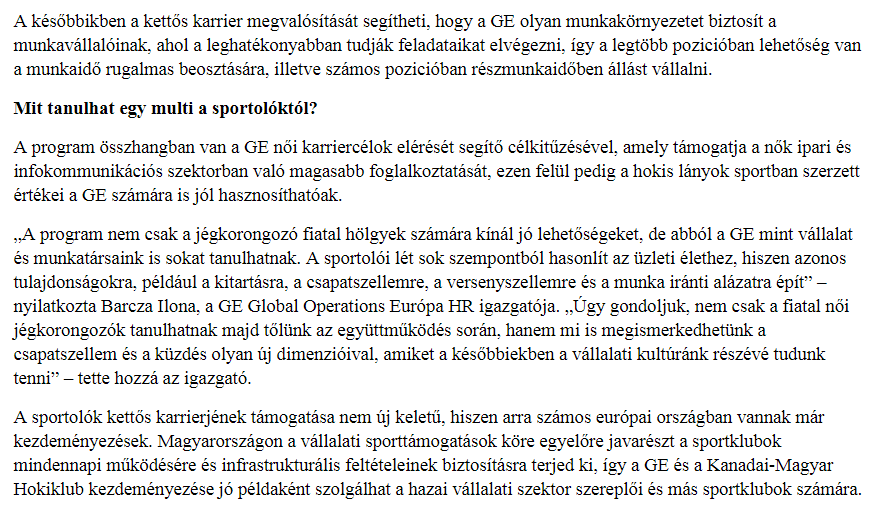 A későbbikben a kettős karrier megvalósítását segítheti, hogy a GE olyan munkakörnyezetet biztosít a
munkavállalóinak, ahol a leghatékonyabban tudják feladataikat elvégezni, így a legtöbb pozicióban lehetőség van
a munkaidő rugalmas beosztására, illetve számos pozicióban részmunkaidőben állást vállalni.
Mit tanulhat egy multi a sportolóktól?
A program összhangban van a GE női karriercélok elérését segítő célkitűzésével, amely támogatja a nők ipari és
infokommunikációs szektorban való magasabb foglalkoztatását, ezen felül pedig a hokis lányok sportban szerzett
értékei a GE számára is jól hasznosíthatóak.
„A program nem csak a jégkorongozó fiatal hölgyek számára kínál jó lehetőségeket, de abból a GE mint vállalat
és munkatársaink is sokat tanulhatnak. A sportolói lét sok szempontból hasonlít az üzleti élethez, hiszen azonos
tulajdonságokra, például a kitartásra, a csapatszellemre, a versenyszellemre és a munka iránti alázatra épít” –
nyilatkozta Barcza Ilona, a GE Global Operations Európa HR igazgatója. „Úgy gondoljuk, nem csak a fiatal női
jégkorongozók tanulhatnak majd tőlünk az együttműködés során, hanem mi is megismerkedhetünk a
csapatszellem és a küzdés olyan új dimenzióival, amiket a későbbiekben a vállalati kultúránk részévé tudunk
tenni” – tette hozzá az igazgató.
A sportolók kettős karrierjének támogatása nem új keletű, hiszen arra számos európai országban vannak már
kezdeményezések. Magyarországon a vállalati sporttámogatások köre egyelőre javarészt a sportklubok
mindennapi működésére és infrastrukturális feltételeinek biztosításra terjed ki, így a GE és a Kanadai-Magyar
Hokiklub kezdeményezése jó példaként szolgálhat a hazai vállalati szektor szereplői és más sportklubok számára.